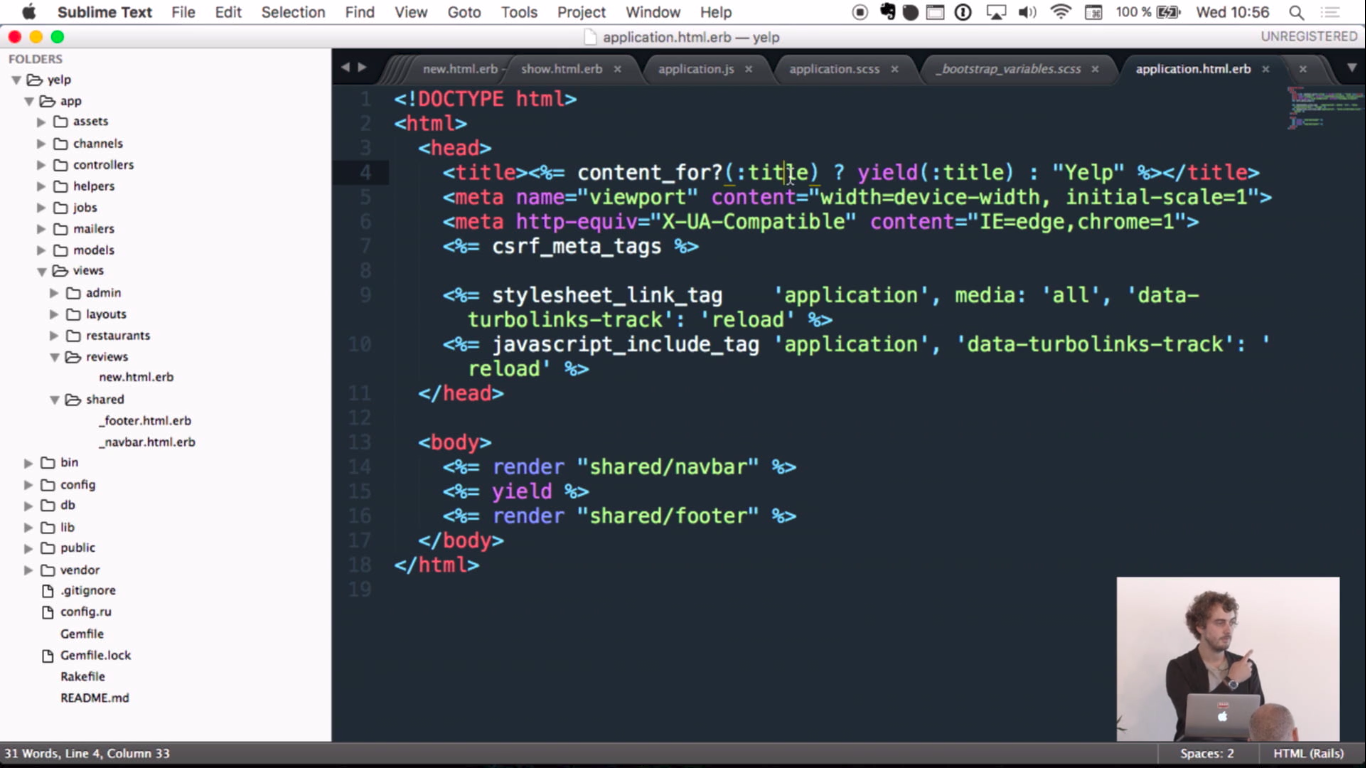 Sublime Text File Edit Selection Find View Goto Tools Project Window Help 100 % Wed 10:56
application.html.erb — yelp UNREGISTERED
FOLDERS
yelp
app
assets
channels
controllers
helpers
jobs
mailers
models
views
admin
layouts
restaurants
reviews
new.html.erb
shared
_footer.html.erb
_navbar.html.erb
bin
config
db
lib
public
vendor
.gitignore
config.ru
Gemfile
Gemfile.lock
Rakefile
README.md
new.html.erb show.html.erb application.js application.scss _bootstrap_variables.scss application.html.erb
1 <!DOCTYPE html>
2 <html>
3 <head>
4 <title><%= content_for?(:title) ? yield(:title) : "Yelp" %></title>
5 <meta name="viewport" content="width=device-width, initial-scale=1">
6 <meta http-equiv="X-UA-Compatible" content="IE=edge,chrome=1">
7 <%= csrf_meta_tags %>
8
9 <%= stylesheet_link_tag 'application', media: 'all', 'data-
turbolinks-track': 'reload' %>
10 <%= javascript_include_tag 'application', 'data-turbolinks-track': '
reload' %>
11 </head>
12
13 <body>
14 <%= render "shared/navbar" %>
15 <%= yield %>
16 <%= render "shared/footer" %>
17 </body>
18 </html>
19
31 Words, Line 4, Column 33 Spaces: 2 HTML (Rails)